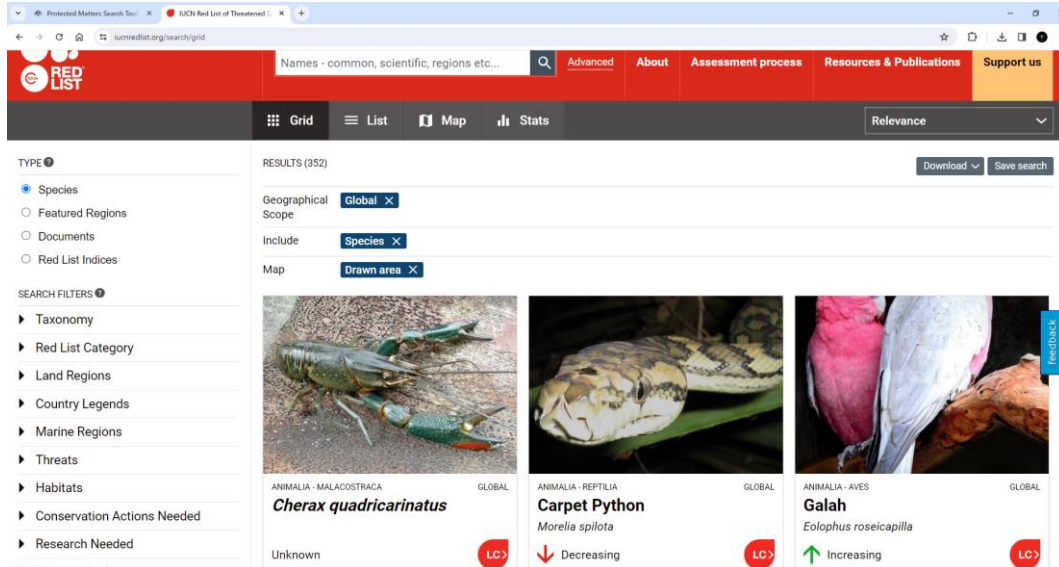 Protected Matters Search Tool
IUCN Red List of Threatened S
iucnredlist.org/search/grid
IUCN
RED
LIST
Names - common, scientific, regions etc...
Advanced
About
Assessment process
Resources & Publications
Support us
Grid
List
Map
Stats
Relevance
TYPE
Species
Featured Regions
Documents
Red List Indices
SEARCH FILTERS
Taxonomy
Red List Category
Land Regions
Country Legends
Marine Regions
Threats
Habitats
Conservation Actions Needed
Research Needed
RESULTS (352)
Download
Save search
Geographical
Scope
Global
Include
Species
Map
Drawn area
feedback
ANIMALIA - MALACOSTRACA
GLOBAL
Cherax quadricarinatus
Unknown
LC
ANIMALIA - REPTILIA
GLOBAL
Carpet Python
Morelia spilota
Decreasing
LC
ANIMALIA - AVES
GLOBAL
Galah
Eolophus roseicapilla
Increasing
LC